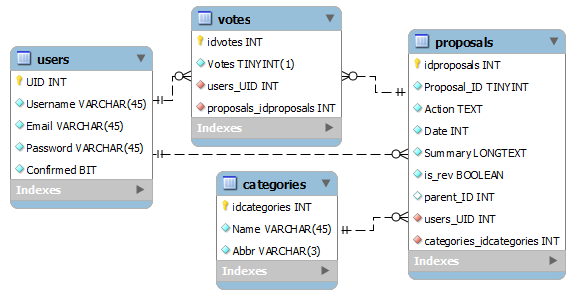 votes
idvotes INT
Votes TINYINT(1)
users_UID INT
proposals_idproposals INT
Indexes
users
UID INT
Username VARCHAR(45)
Email VARCHAR(45)
Password VARCHAR(45)
Confirmed BIT
Indexes
proposals
idproposals INT
Proposal_ID TINYINT
Action TEXT
Date INT
Summary LONGTEXT
is_rev BOOLEAN
parent_ID INT
users_UID INT
categories_idcategories INT
Indexes
categories
idcategories INT
Name VARCHAR(45)
Abbr VARCHAR(3)
Indexes